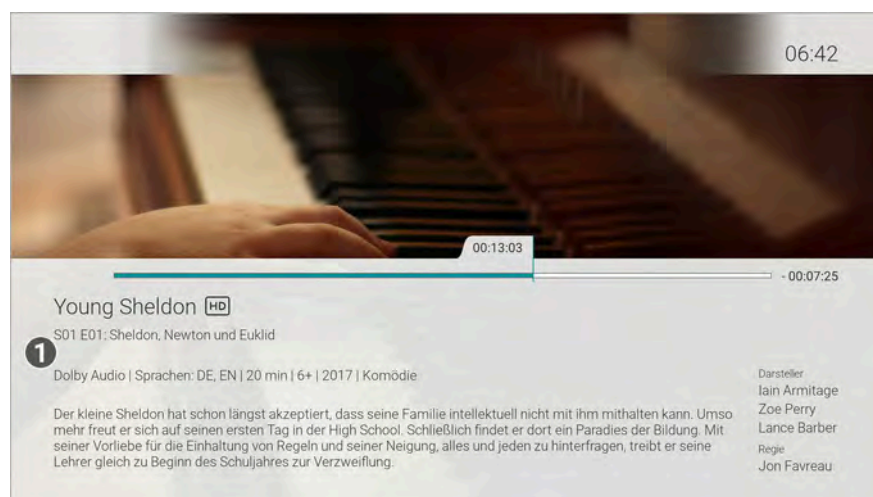 06:42
00:13:03
- 00:07:25
Young Sheldon HD
S01 E01: Sheldon, Newton und Euklid
1
Dolby Audio | Sprachen: DE, EN | 20 min | 6+ | 2017 | Komödie
Der kleine Sheldon hat schon längst akzeptiert, dass seine Familie intellektuell nicht mit ihm mithalten kann. Umso
mehr freut er sich auf seinen ersten Tag in der High School. Schließlich findet er dort ein Paradies der Bildung. Mit
seiner Vorliebe für die Einhaltung von Regeln und seiner Neigung, alles und jeden zu hinterfragen, treibt er seine
Lehrer gleich zu Beginn des Schuljahres zur Verzweiflung.
Darsteller
Iain Armitage
Zoe Perry
Lance Barber
Regie
Jon Favreau